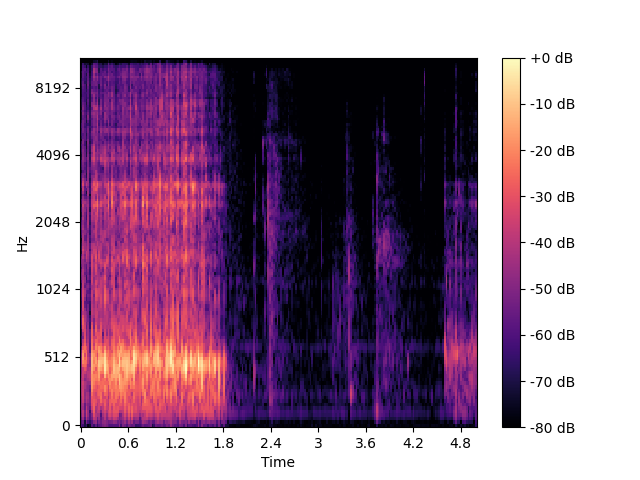 +0 dB
8192
-10 dB
4096
-20 dB
-30 dB
2048
Hz
-40 dB
1024
-50 dB
-60 dB
512
-70 dB
0
-80 dB
0 0.6 1.2 1.8 2.4 3 3.6 4.2 4.8
Time